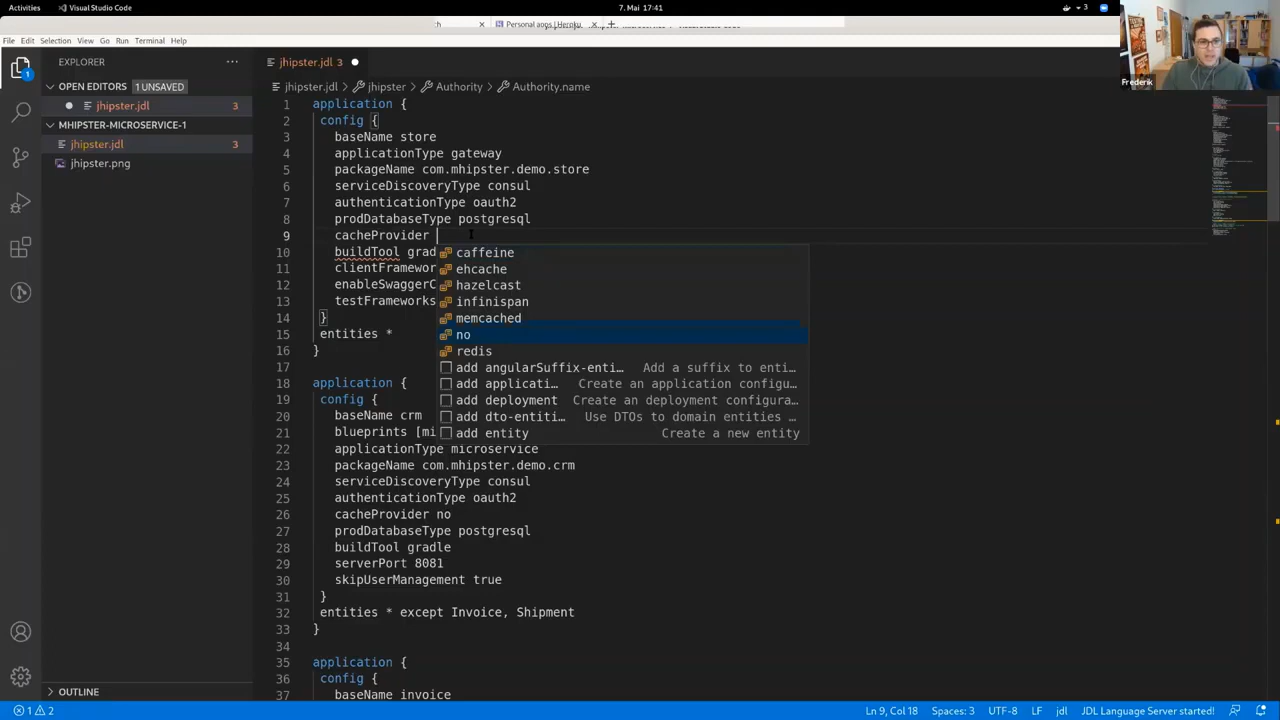 Activities
Visual Studio Code
7. Mai 17:41
3
Personal apps | Heroku
File Edit Selection View Go Run Terminal Help
EXPLORER
jhipster.jdl 3
OPEN EDITORS 1 UNSAVED
jhipster.jdl 3
MHIPSTER-MICROSERVICE-1
jhipster.jdl 3
jhipster.png
OUTLINE
1
jhipster.jdl > jhipster > Authority > Authority.name
1 application {
2 config {
3 baseName store
4 applicationType gateway
5 packageName com.mhipster.demo.store
6 serviceDiscoveryType consul
7 authenticationType oauth2
8 prodDatabaseType postgresql
9 cacheProvider
10 buildTool grad
11 clientFramewor
12 enableSwaggerC
13 testFrameworks
14 }
15 entities *
16 }
17
18 application {
19 config {
20 baseName crm
21 blueprints [mi
22 applicationType microservice
23 packageName com.mhipster.demo.crm
24 serviceDiscoveryType consul
25 authenticationType oauth2
26 cacheProvider no
27 prodDatabaseType postgresql
28 buildTool gradle
29 serverPort 8081
30 skipUserManagement true
31 }
32 entities * except Invoice, Shipment
33 }
34
35 application {
36 config {
37 baseName invoice
caffeine
ehcache
hazelcast
infinispan
memcached
no
redis
add angularSuffix-enti… Add a suffix to enti…
add applicati… Create an application configu…
add deployment Create an deployment configura…
add dto-entiti… Use DTOs to domain entities …
add entity Create a new entity
Frederik
1 2
Ln 9, Col 18 Spaces: 3 UTF-8 LF jdl JDL Language Server started!